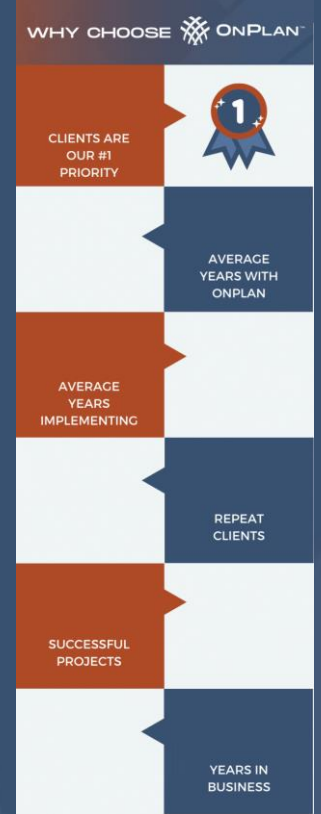 WHY CHOOSE ONPLAN™
CLIENTS ARE
OUR #1
PRIORITY
1
AVERAGE
YEARS WITH
ONPLAN
AVERAGE
YEARS
IMPLEMENTING
REPEAT
CLIENTS
SUCCESSFUL
PROJECTS
YEARS IN
BUSINESS